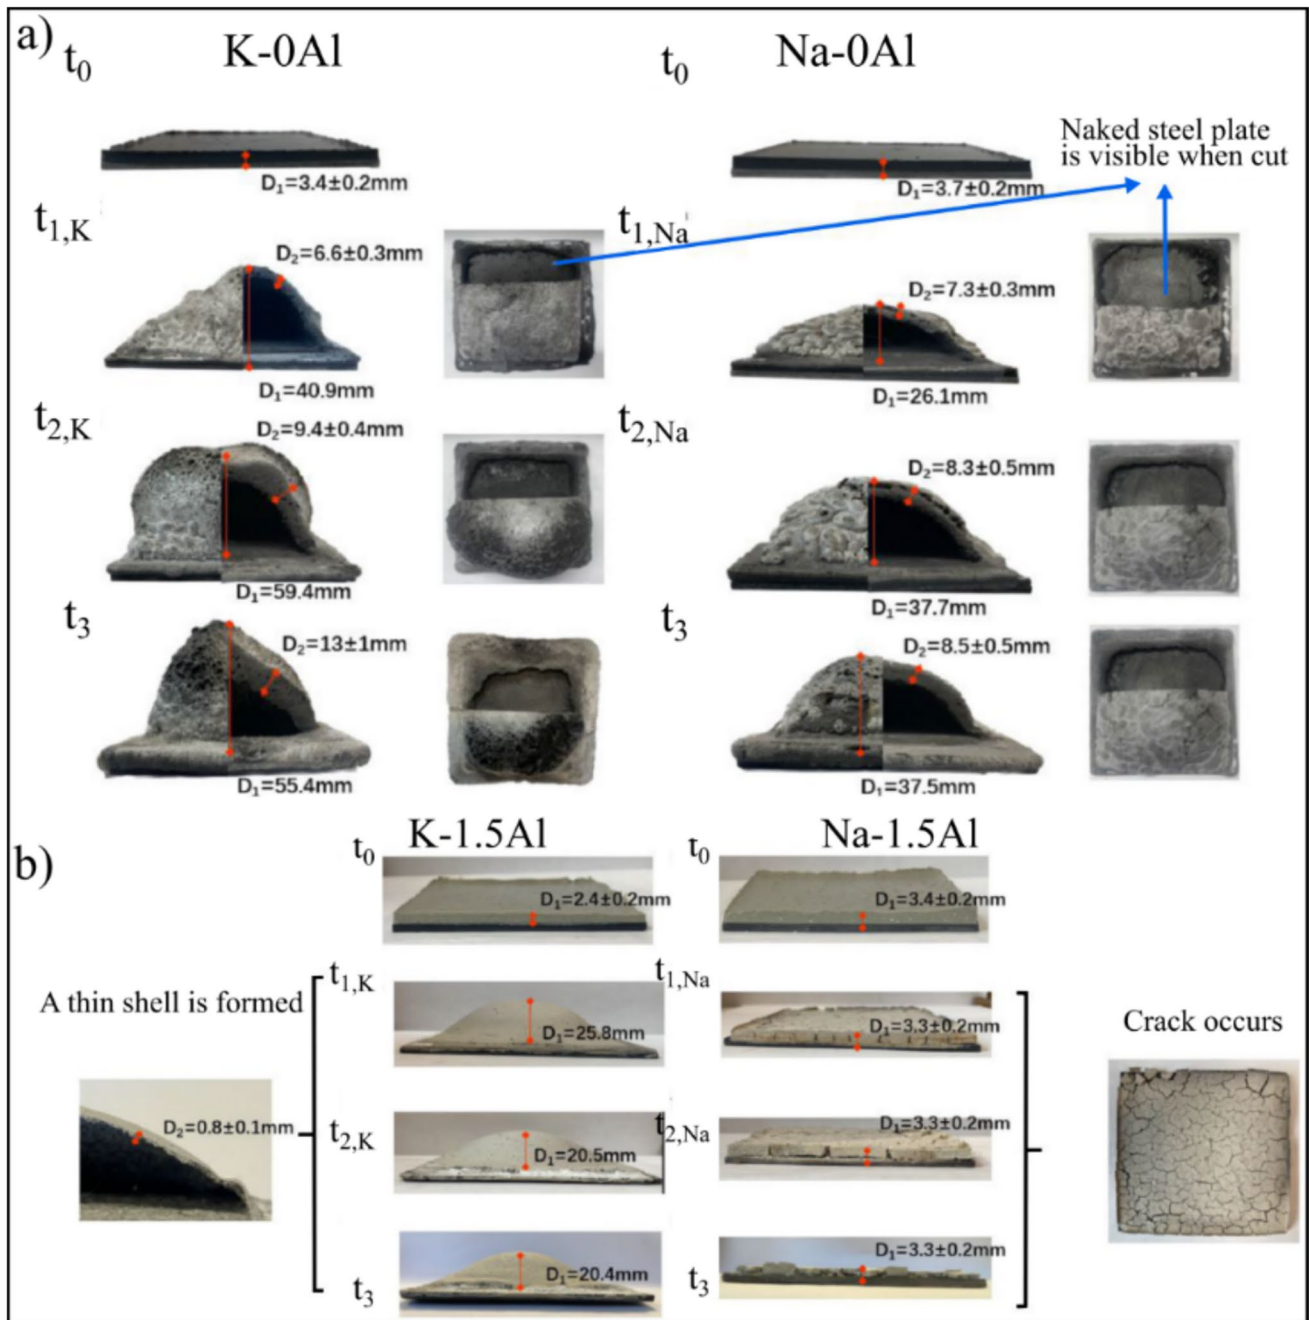 a)
K-0Al
Na-0Al
t0
t0
D1=3.4±0.2mm
D1=3.7±0.2mm
Naked steel plate
is visible when cut
t1,K
t1,Na
D2=6.6±0.3mm
D1=40.9mm
D2=7.3±0.3mm
D1=26.1mm
t2,K
t2,Na
D2=9.4±0.4mm
D1=59.4mm
D2=8.3±0.5mm
D1=37.7mm
t3
t3
D2=13±1mm
D1=55.4mm
D2=8.5±0.5mm
D1=37.5mm
b)
K-1.5Al
Na-1.5Al
t0
t0
D1=2.4±0.2mm
D1=3.4±0.2mm
A thin shell is formed
D2=0.8±0.1mm
t1,K
D1=25.8mm
t1,Na
D1=3.3±0.2mm
t2,K
D1=20.5mm
t2,Na
D1=3.3±0.2mm
t3
D1=20.4mm
t3
D1=3.3±0.2mm
Crack occurs